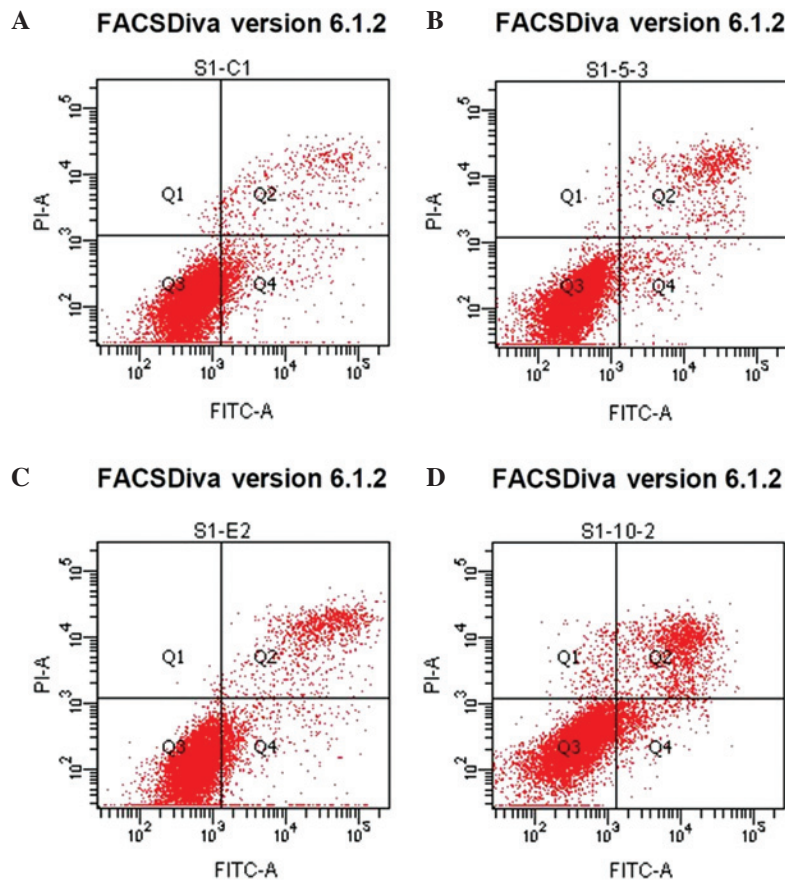 A FACSDiva version 6.1.2
S1-C1
PI-A
10^5
10^4
10^3
10^2
Q1
Q2
Q3
Q4
10^2 10^3 10^4 10^5
FITC-A
B FACSDiva version 6.1.2
S1-5-3
PI-A
10^5
10^4
10^3
10^2
Q1
Q2
Q3
Q4
10^2 10^3 10^4 10^5
FITC-A
C FACSDiva version 6.1.2
S1-E2
PI-A
10^5
10^4
10^3
10^2
Q1
Q2
Q3
Q4
10^2 10^3 10^4 10^5
FITC-A
D FACSDiva version 6.1.2
S1-10-2
PI-A
10^5
10^4
10^3
10^2
Q1
Q2
Q3
Q4
10^2 10^3 10^4 10^5
FITC-A